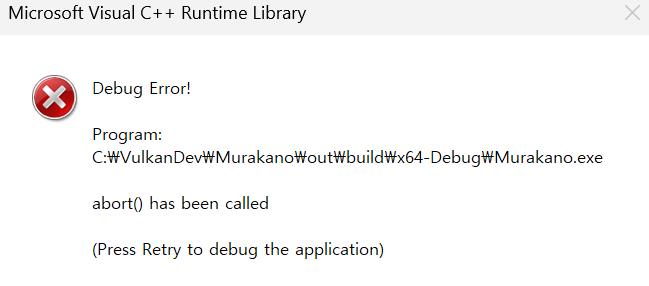 Microsoft Visual C++ Runtime Library
Debug Error!
Program:
C:₩VulkanDev₩Murakano₩out₩build₩x64-Debug₩Murakano.exe
abort() has been called
(Press Retry to debug the application)